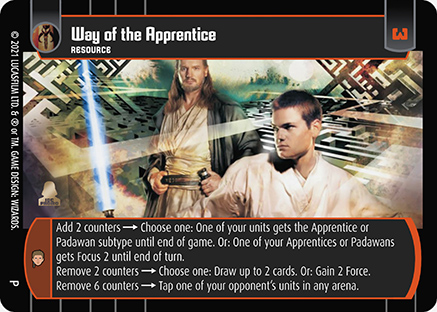 Way of the Apprentice
RESOURCE
© 2021 LUCASFILM LTD. & ® or TM. GAME DESIGN: WIZARDS.
P
Add 2 counters → Choose one: One of your units gets the Apprentice or
Padawan subtype until end of game. Or: One of your Apprentices or Padawans
gets Focus 2 until end of turn.
Remove 2 counters → Choose one: Draw up to 2 cards. Or: Gain 2 Force.
Remove 6 counters → Tap one of your opponent's units in any arena.